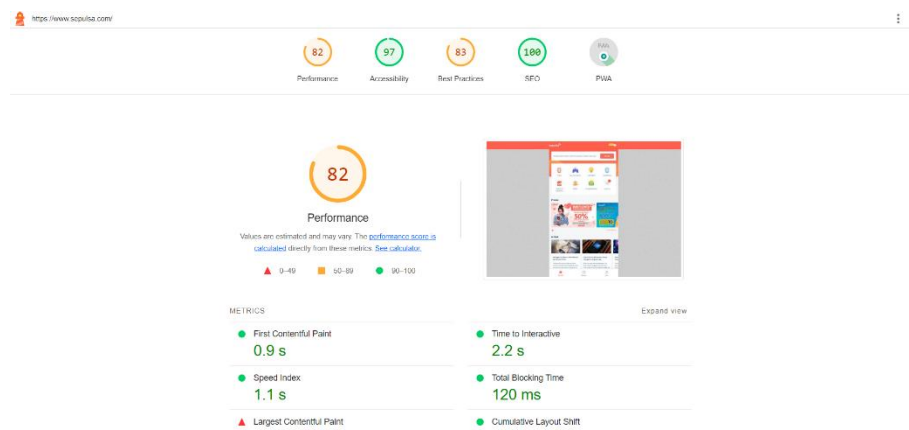 https://www.sepulsa.com/
82
97
83
100
PWA
Performance
Accessibility
Best Practices
SEO
PWA
82
Performance
Values are estimated and may vary. The performance score is
calculated directly from these metrics. See calculator.
0–49
50–89
90–100
50%
METRICS
Expand view
First Contentful Paint
0.9 s
Time to Interactive
2.2 s
Speed Index
1.1 s
Total Blocking Time
120 ms
Largest Contentful Paint
Cumulative Layout Shift